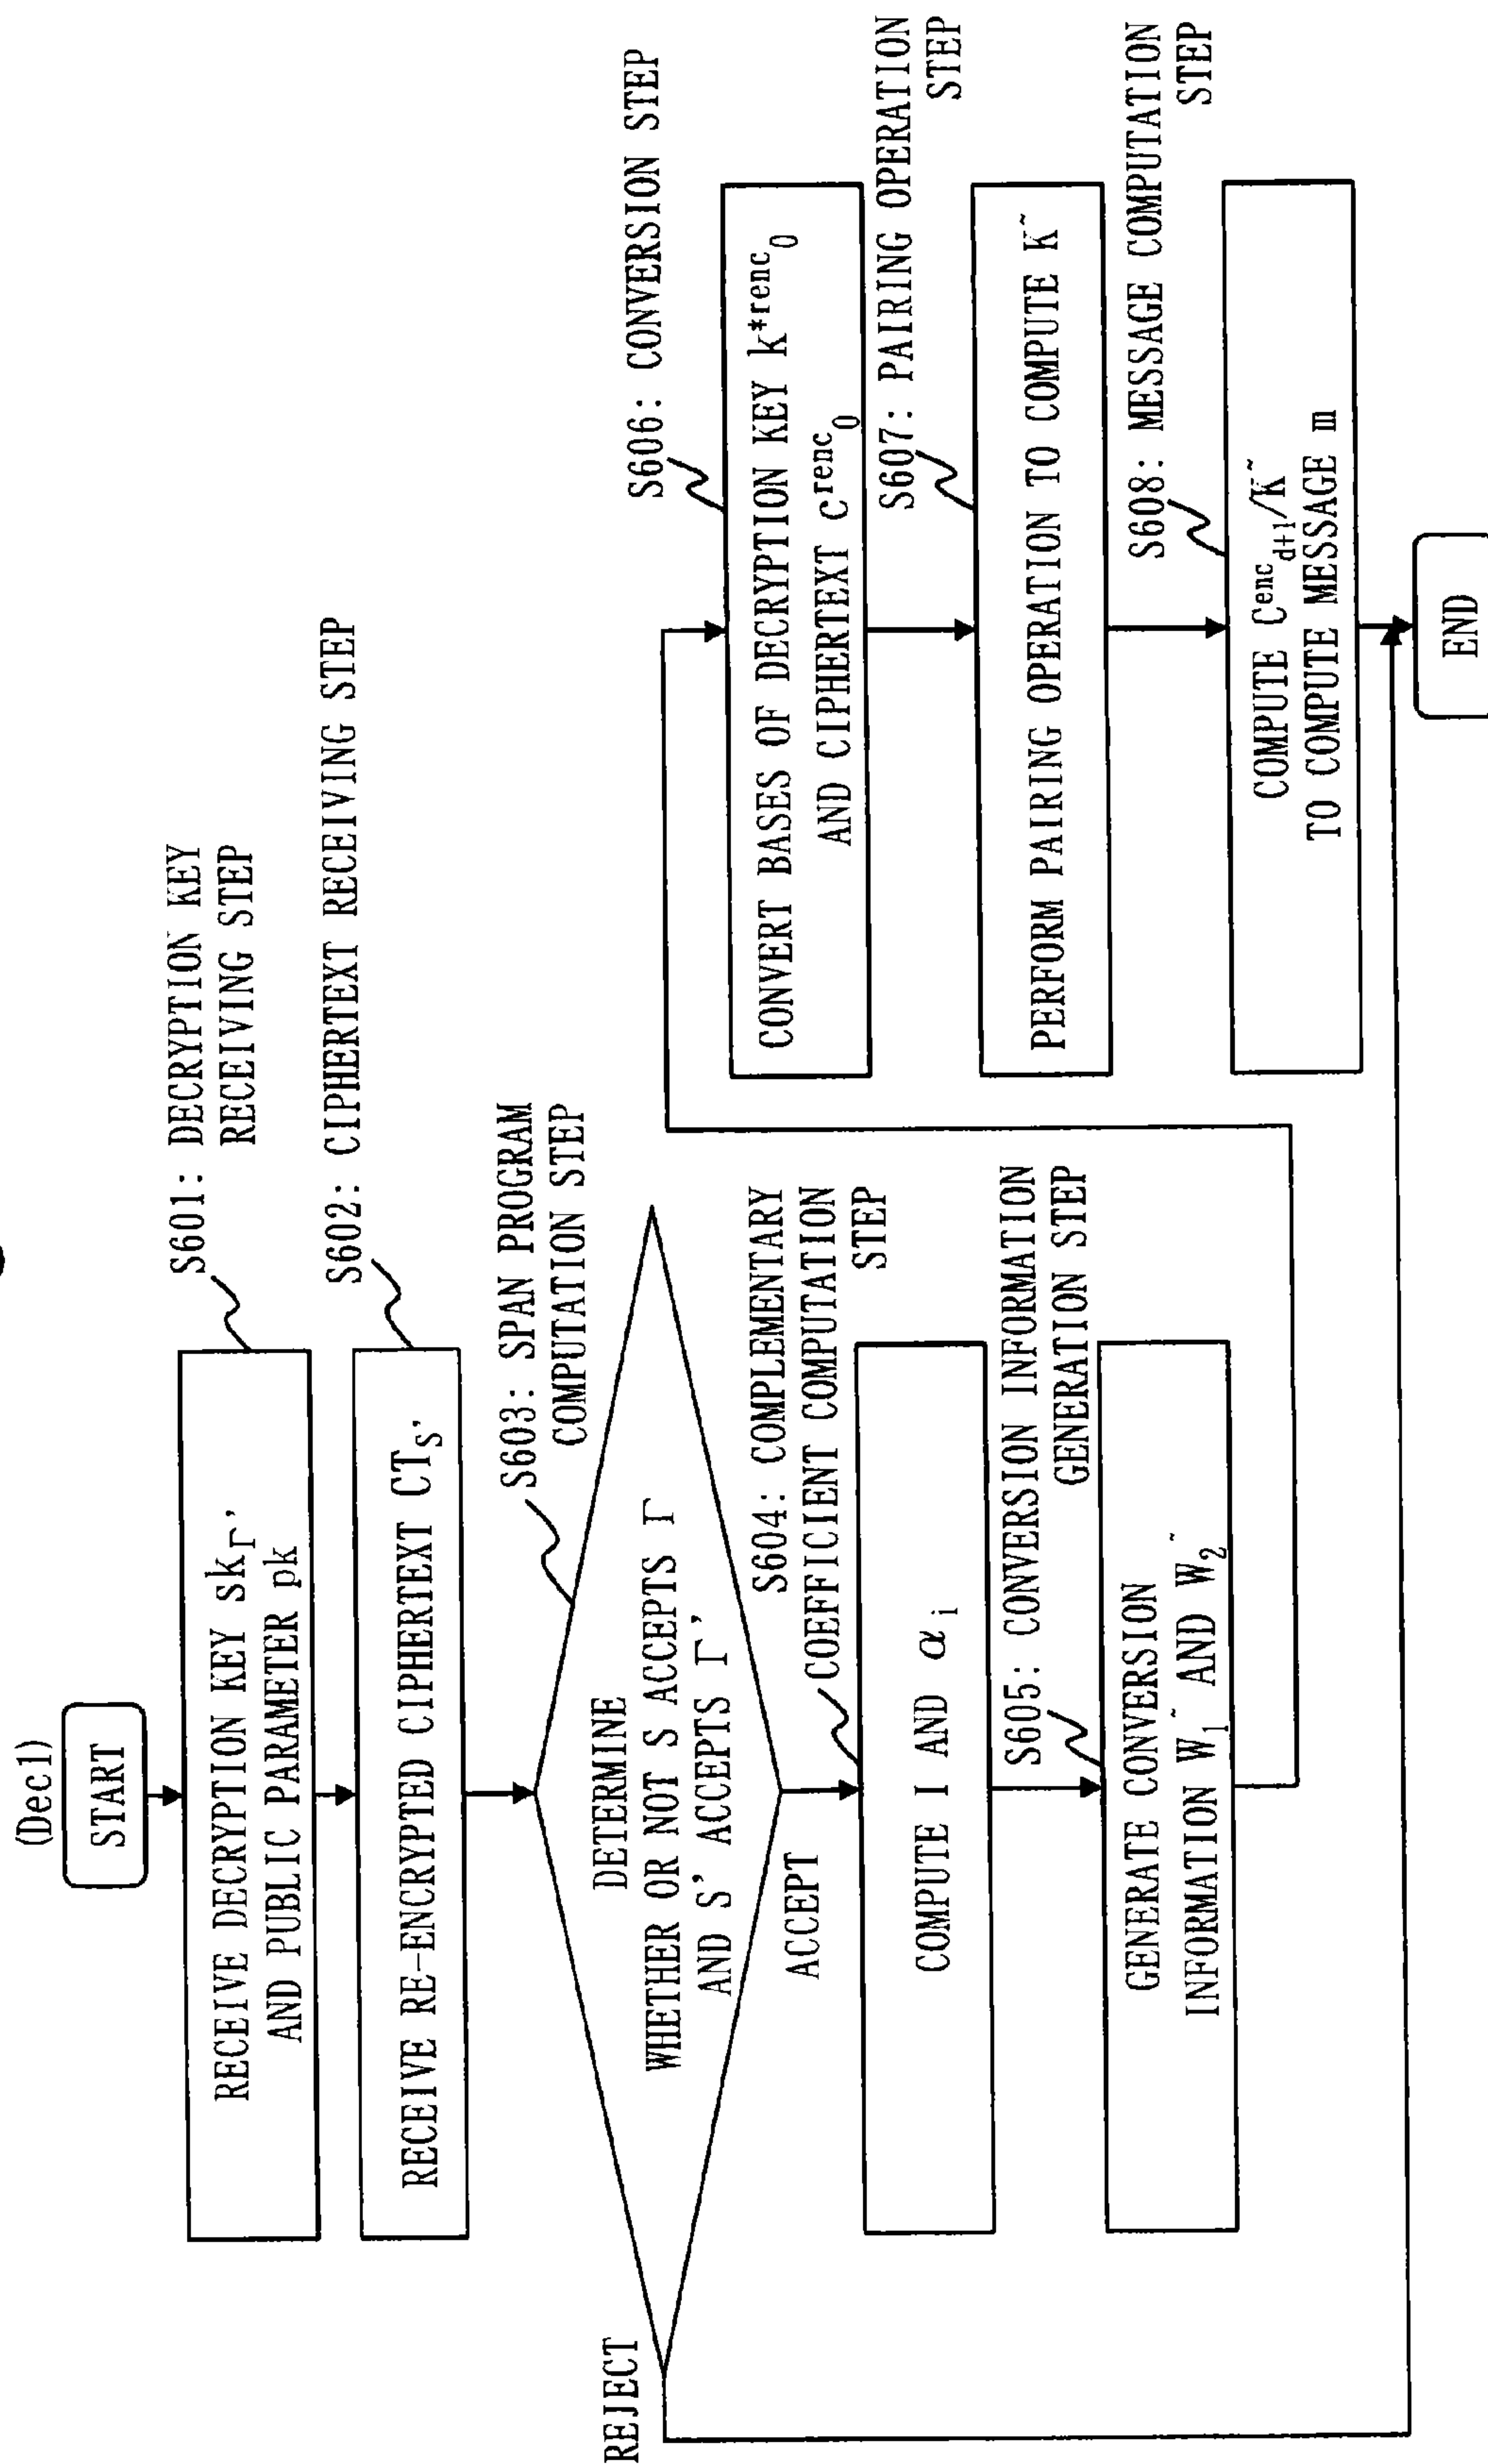 (Dec1)
START
S601: DECRYPTION KEY
RECEIVING STEP
RECEIVE DECRYPTION KEY skΓ'
AND PUBLIC PARAMETER pk
S602: CIPHERTEXT RECEIVING STEP
RECEIVE RE-ENCRYPTED CIPHERTEXT CTS'
S603: SPAN PROGRAM
COMPUTATION STEP
DETERMINE
WHETHER OR NOT S ACCEPTS Γ
AND S' ACCEPTS Γ'
REJECT
ACCEPT
S604: COMPLEMENTARY
COEFFICIENT COMPUTATION
STEP
COMPUTE I AND αi
S605: CONVERSION INFORMATION
GENERATION STEP
GENERATE CONVERSION
INFORMATION W1~ AND W2~
S606: CONVERSION STEP
CONVERT BASES OF DECRYPTION KEY k*renc0
AND CIPHERTEXT crenc0
S607: PAIRING OPERATION
STEP
PERFORM PAIRING OPERATION TO COMPUTE K~
S608: MESSAGE COMPUTATION
STEP
COMPUTE Cencd+1/K~
TO COMPUTE MESSAGE m
END